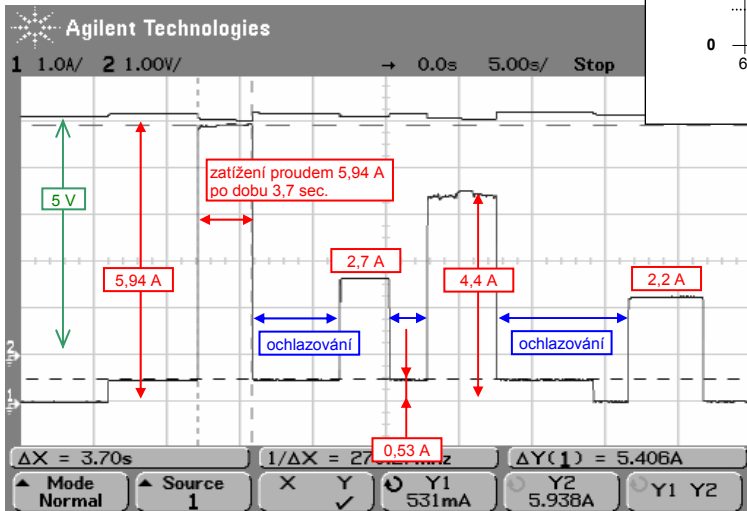 Agilent Technologies
1 1.0A/ 2 1.00V/ → 0.0s 5.00s/ Stop
0
6
zatížení proudem 5,94 A
po dobu 3,7 sec.
5 V
5,94 A
2,7 A
4,4 A
2,2 A
ochlazování
ochlazování
2
1
0,53 A
ΔX = 3.70s
1/ΔX =
ΔY(1) = 5.406A
Mode
Normal
Source
1
X Y
✓
Y1
531mA
Y2
5.938A
Y1 Y2